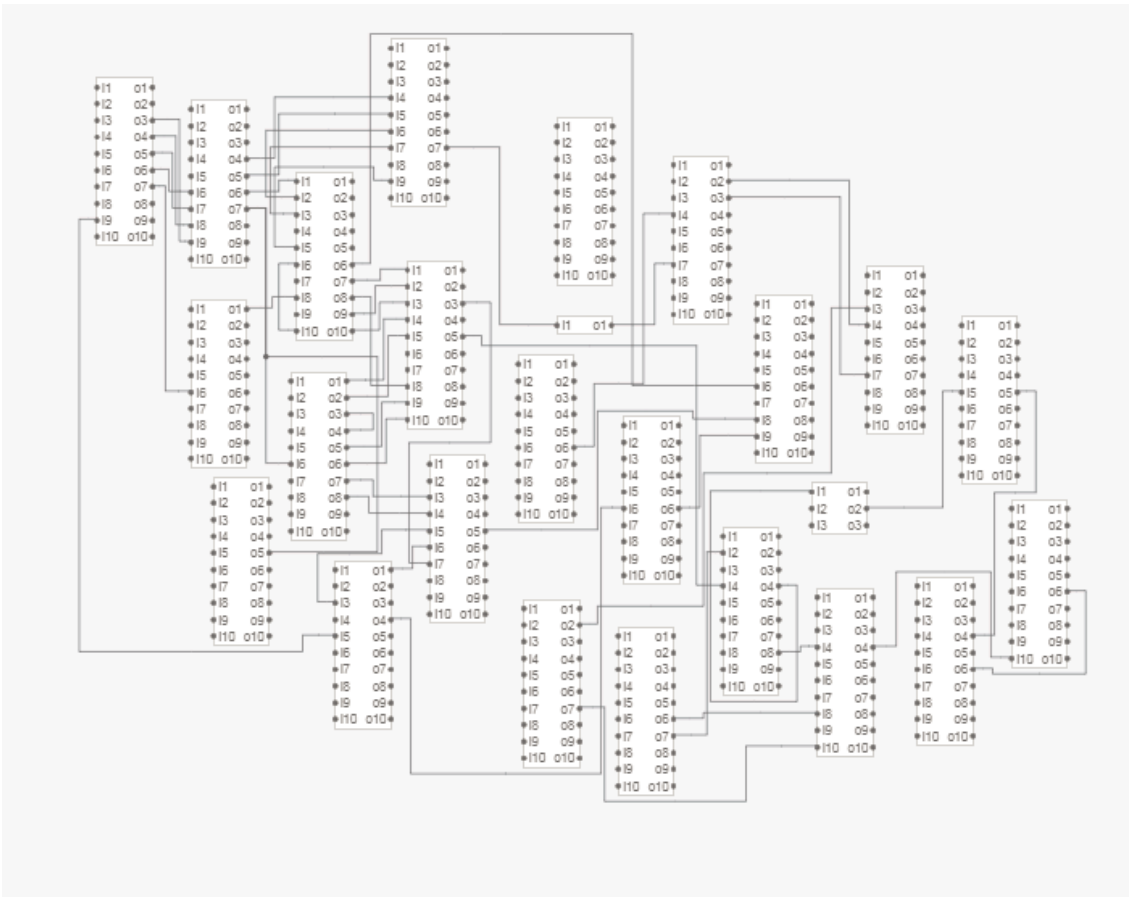 I1 o1
I2 o2
I3 o3
I4 o4
I5 o5
I6 o6
I7 o7
I8 o8
I9 o9
I10 o10
I1 o1
I2 o2
I3 o3
I4 o4
I5 o5
I6 o6
I7 o7
I8 o8
I9 o9
I10 o10
I1 o1
I2 o2
I3 o3
I4 o4
I5 o5
I6 o6
I7 o7
I8 o8
I9 o9
I10 o10
I1 o1
I2 o2
I3 o3
I4 o4
I5 o5
I6 o6
I7 o7
I8 o8
I9 o9
I10 o10
I1 o1
I2 o2
I3 o3
I4 o4
I5 o5
I6 o6
I7 o7
I8 o8
I9 o9
I10 o10
I1 o1
I2 o2
I3 o3
I4 o4
I5 o5
I6 o6
I7 o7
I8 o8
I9 o9
I10 o10
I1 o1
I2 o2
I3 o3
I4 o4
I5 o5
I6 o6
I7 o7
I8 o8
I9 o9
I10 o10
I1 o1
I2 o2
I3 o3
I4 o4
I5 o5
I6 o6
I7 o7
I8 o8
I9 o9
I10 o10
I1 o1
I2 o2
I3 o3
I4 o4
I5 o5
I6 o6
I7 o7
I8 o8
I9 o9
I10 o10
I1 o1
I2 o2
I3 o3
I4 o4
I5 o5
I6 o6
I7 o7
I8 o8
I9 o9
I10 o10
I1 o1
I1 o1
I2 o2
I3 o3
I4 o4
I5 o5
I6 o6
I7 o7
I8 o8
I9 o9
I10 o10
I1 o1
I2 o2
I3 o3
I4 o4
I5 o5
I6 o6
I7 o7
I8 o8
I9 o9
I10 o10
I1 o1
I2 o2
I3 o3
I4 o4
I5 o5
I6 o6
I7 o7
I8 o8
I9 o9
I10 o10
I1 o1
I2 o2
I3 o3
I4 o4
I5 o5
I6 o6
I7 o7
I8 o8
I9 o9
I10 o10
I1 o1
I2 o2
I3 o3
I4 o4
I5 o5
I6 o6
I7 o7
I8 o8
I9 o9
I10 o10
I1 o1
I2 o2
I3 o3
I4 o4
I5 o5
I6 o6
I7 o7
I8 o8
I9 o9
I10 o10
I1 o1
I2 o2
I3 o3
I1 o1
I2 o2
I3 o3
I4 o4
I5 o5
I6 o6
I7 o7
I8 o8
I9 o9
I10 o10
I1 o1
I2 o2
I3 o3
I4 o4
I5 o5
I6 o6
I7 o7
I8 o8
I9 o9
I10 o10
I1 o1
I2 o2
I3 o3
I4 o4
I5 o5
I6 o6
I7 o7
I8 o8
I9 o9
I10 o10
I1 o1
I2 o2
I3 o3
I4 o4
I5 o5
I6 o6
I7 o7
I8 o8
I9 o9
I10 o10
I1 o1
I2 o2
I3 o3
I4 o4
I5 o5
I6 o6
I7 o7
I8 o8
I9 o9
I10 o10
I1 o1
I2 o2
I3 o3
I4 o4
I5 o5
I6 o6
I7 o7
I8 o8
I9 o9
I10 o10
I1 o1
I2 o2
I3 o3
I4 o4
I5 o5
I6 o6
I7 o7
I8 o8
I9 o9
I10 o10